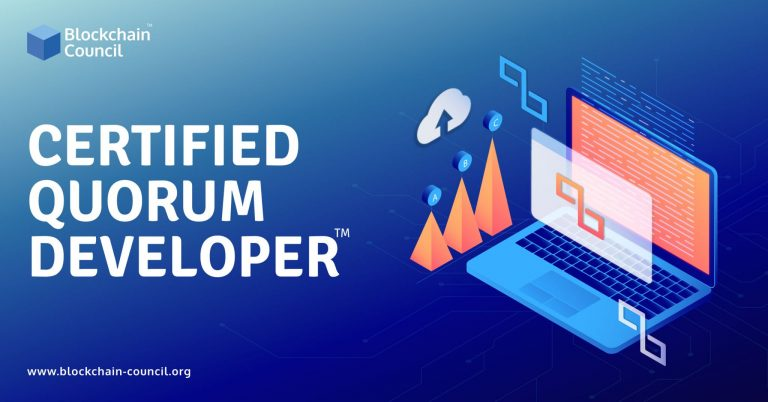 Blockchain™
Council
CERTIFIED
QUORUM
DEVELOPER™
A
B
C
www.blockchain-council.org